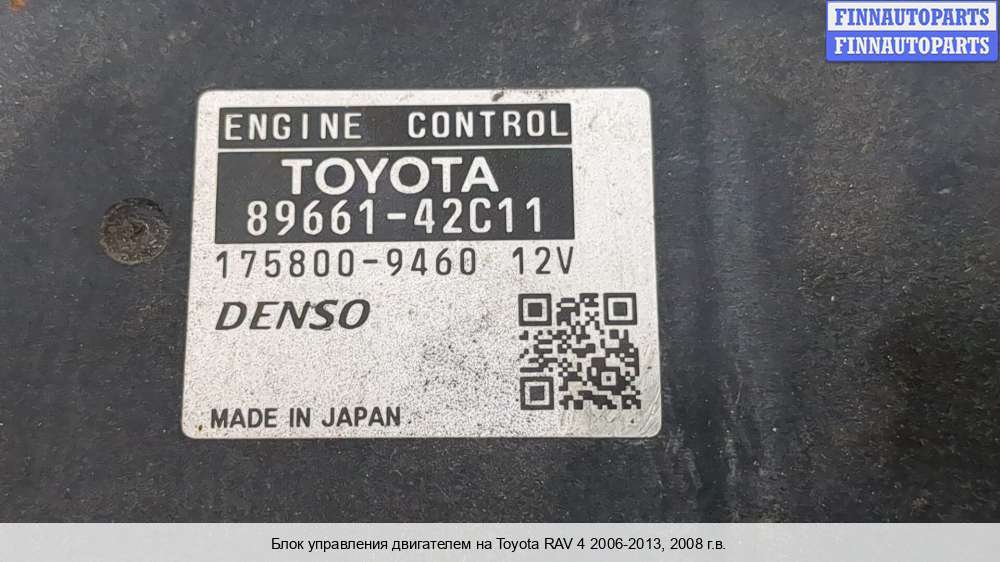 FINNAUTOPARTS
FINNAUTOPARTS
ENGINE CONTROL
TOYOTA
89661-42C11
175800-9460 12V
DENSO
MADE IN JAPAN
Блок управления двигателем на Toyota RAV 4 2006-2013, 2008 г.в.